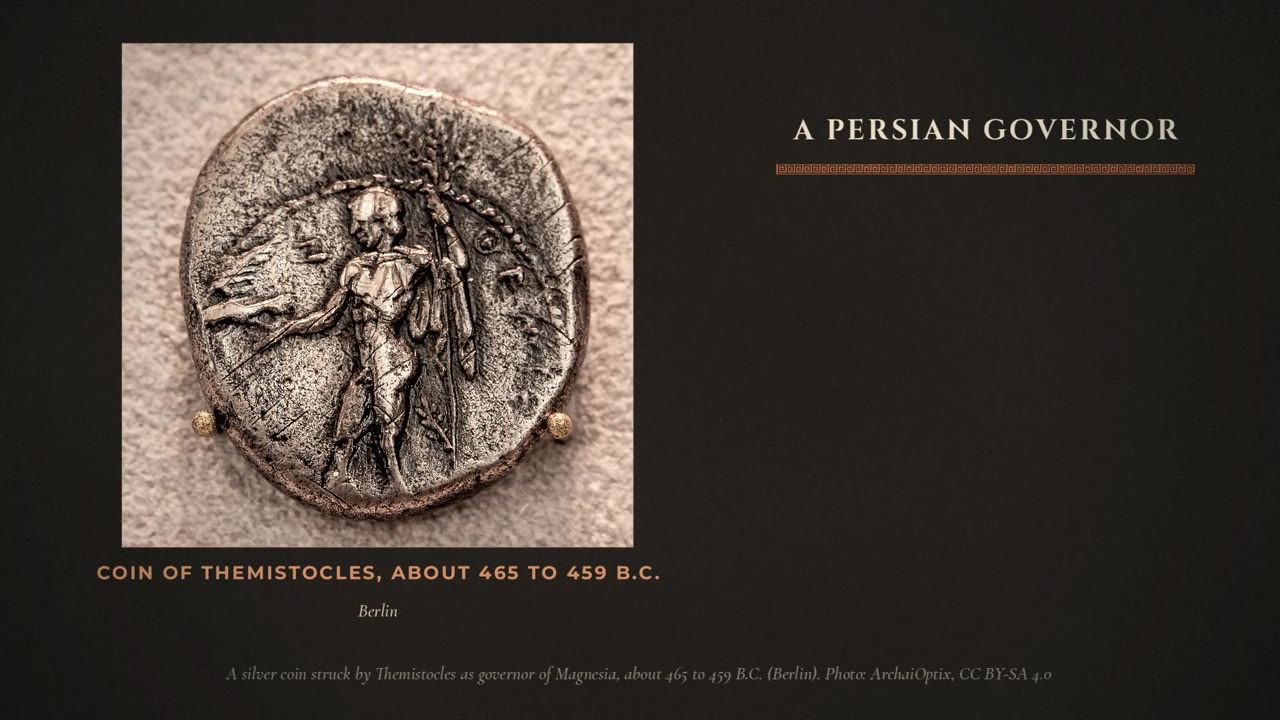 A PERSIAN GOVERNOR
COIN OF THEMISTOCLES, ABOUT 465 TO 459 B.C.
Berlin
A silver coin struck by Themistocles as governor of Magnesia, about 465 to 459 B.C. (Berlin). Photo: ArchaiOptix, CC BY-SA 4.0